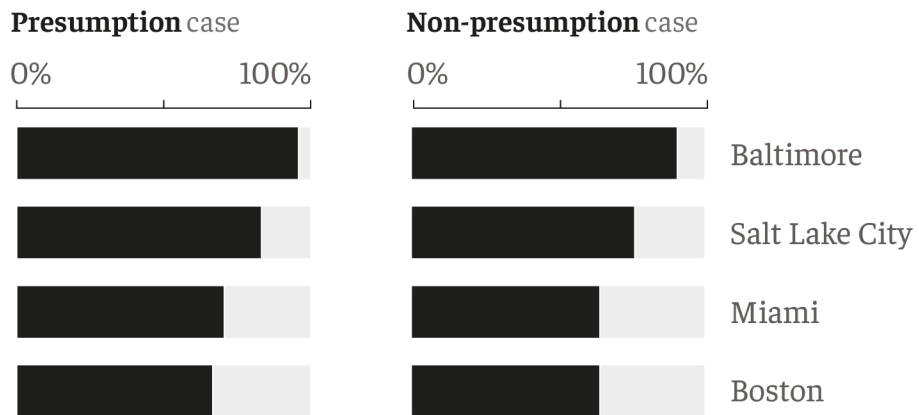 Presumption case
Non-presumption case
0% 100%
0% 100%
Baltimore
Salt Lake City
Miami
Boston